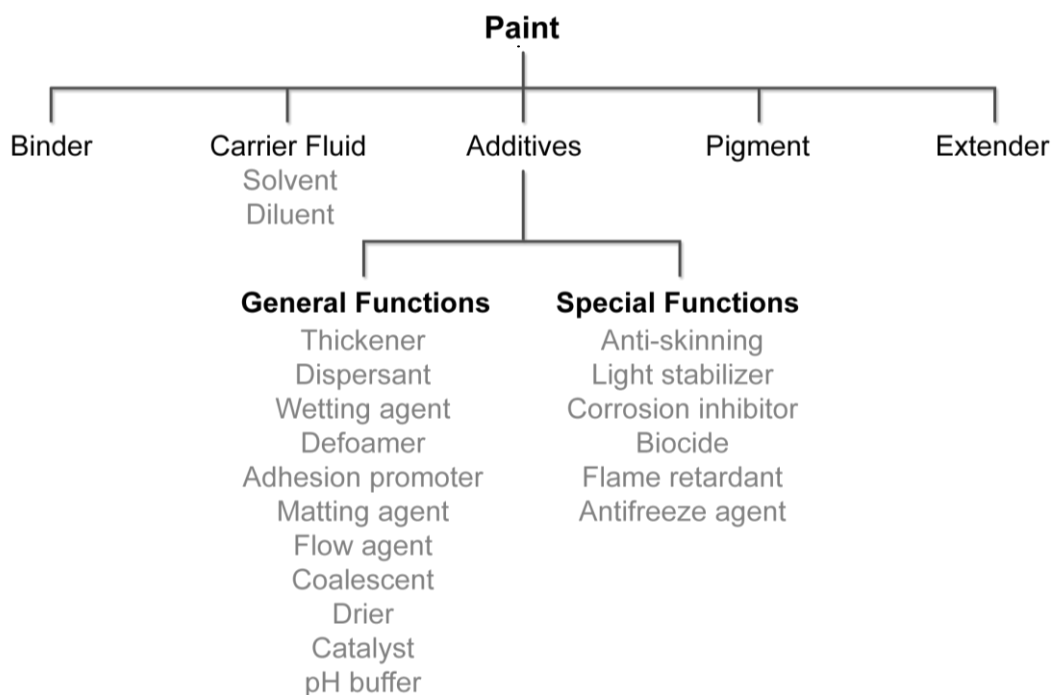 Paint
Binder
Carrier Fluid
Additives
Pigment
Extender
Solvent
Diluent
General Functions
Thickener
Dispersant
Wetting agent
Defoamer
Adhesion promoter
Matting agent
Flow agent
Coalescent
Drier
Catalyst
pH buffer
Special Functions
Anti-skinning
Light stabilizer
Corrosion inhibitor
Biocide
Flame retardant
Antifreeze agent